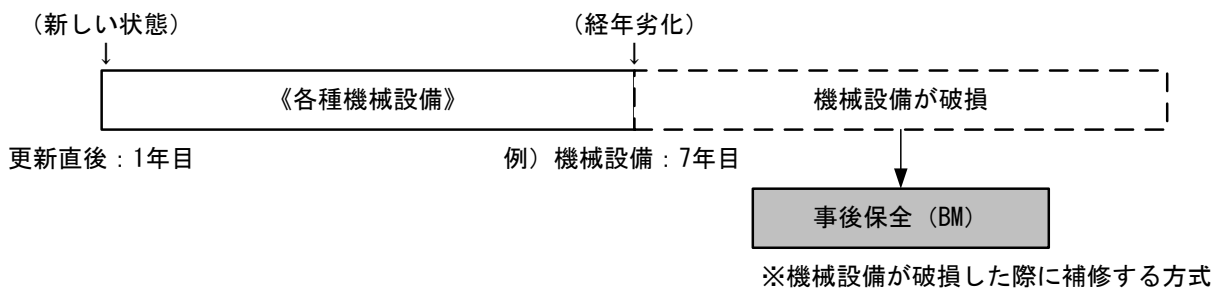 （新しい状態）
（経年劣化）
↓
↓
《各種機械設備》
機械設備が破損
更新直後：1年目
例）機械設備：7年目
事後保全（BM）
※機械設備が破損した際に補修する方式